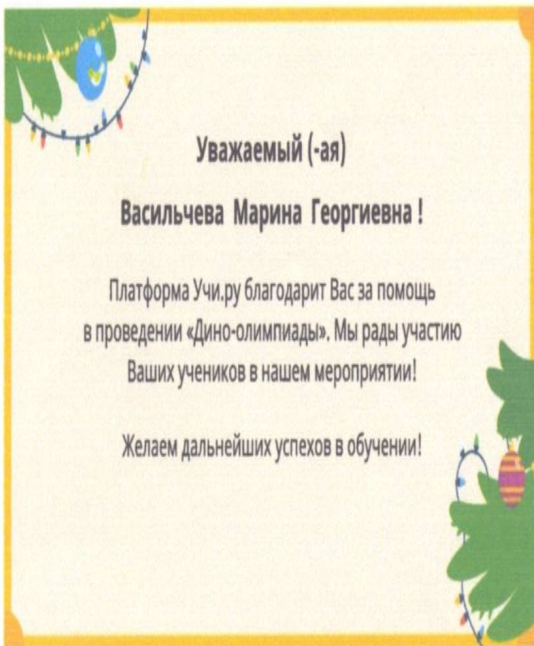 Уважаемый (-ая)
Васильчева Марина Георгиевна !
Платформа Учи.ру благодарит Вас за помощь
в проведении «Дино-олимпиады». Мы рады участию
Ваших учеников в нашем мероприятии!
Желаем дальнейших успехов в обучении!